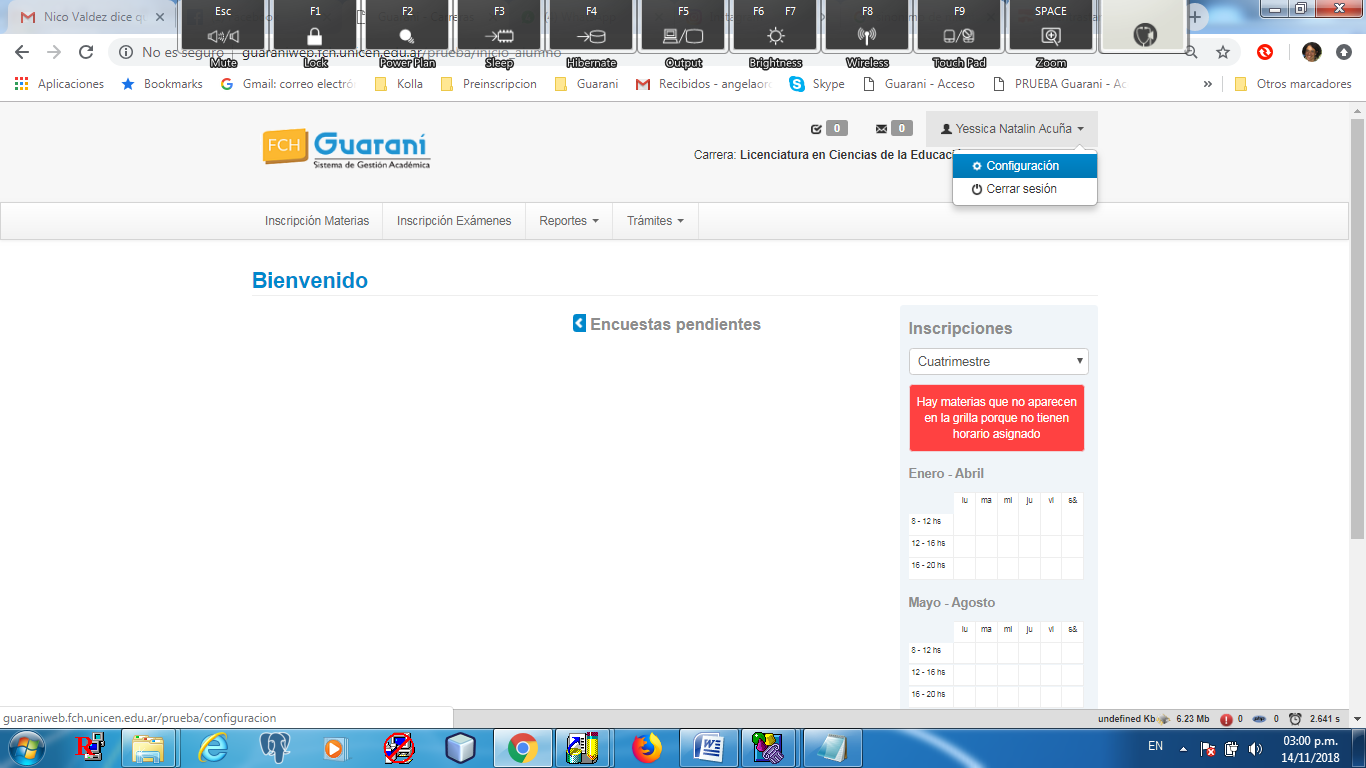 Esc F1 F2 F3 F4 F5 F6 F7 F8 F9 SPACE
Mute Lock Power Plan Sleep Hibernate Output Brightness Wireless Touch Pad Zoom
Nico Valdez dice q
No es seguro | guaraniweb.fch.unicen.edu.ar/prueba/inicio_alumno
Aplicaciones Bookmarks Gmail: correo electró Kolla Preinscripcion Guarani Recibidos - angelaor Skype Guarani - Acceso PRUEBA Guarani - Ac » Otros marcadores
FCH Guaraní
Sistema de Gestión Académica
0 0 Yessica Natalin Acuña
Carrera: Licenciatura en Ciencias de la Educaci
Configuración
Cerrar sesión
Inscripción Materias Inscripción Exámenes Reportes Trámites
Bienvenido
Encuestas pendientes
Inscripciones
Cuatrimestre
Hay materias que no aparecen
en la grilla porque no tienen
horario asignado
Enero - Abril
lu ma mi ju vi s&
8 - 12 hs
12 - 16 hs
16 - 20 hs
Mayo - Agosto
lu ma mi ju vi s&
8 - 12 hs
12 - 16 hs
16 - 20 hs
guaraniweb.fch.unicen.edu.ar/prueba/configuracion
undefined Kb 6.23 Mb 0 0 2.641 s
EN 03:00 p.m.
14/11/2018